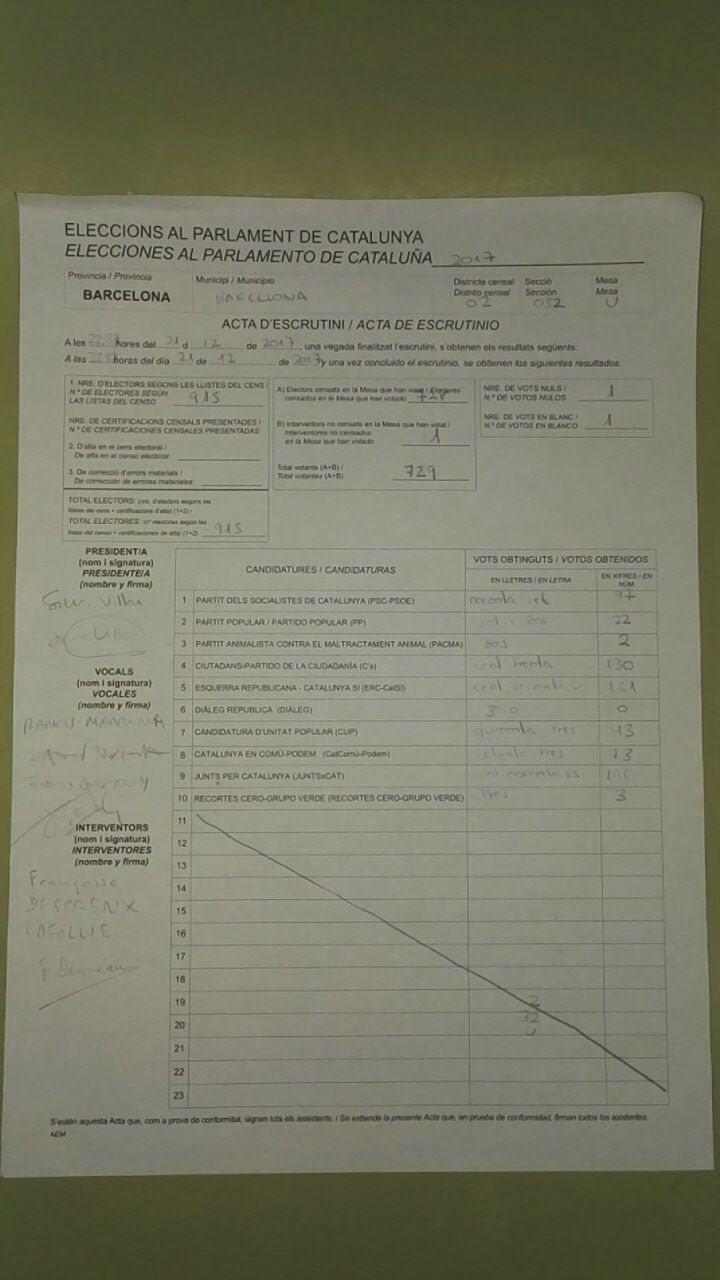 ELECCIONS AL PARLAMENT DE CATALUNYA
ELECCIONES AL PARLAMENTO DE CATALUÑA 2017
Provincia / Provincia
BARCELONA
Municipi / Municipio
BARCELONA
Districte censal Secció Mesa
Distrito censal Sección Mesa
02 032 U
ACTA D'ESCRUTINI / ACTA DE ESCRUTINIO
A les hores del 21 d 12 de 2017, una vegada finalitzat l'escrutini, s'obtenen els resultats següents:
A las horas del día 21 de 12 de 2017 y una vez concluido el escrutinio, se obtienen los siguientes resultados.
1. NRE. D'ELECTORS SEGONS LES LLISTES DEL CENS /
N.º DE ELECTORES SEGÚN
LAS LISTAS DEL CENSO 915
NRE. DE CERTIFICACIONS CENSALS PRESENTADES /
N.º DE CERTIFICACIONES CENSALES PRESENTADAS
2. D'alta en el cens electoral /
De alta en el censo electoral:
3. De correcció d'errors materials /
De corrección de errores materiales:
TOTAL ELECTORS: (nre. d'electors segons les
llistes del cens + certificacions d'alta) (1+2) /
TOTAL ELECTORES: (nº electores según las
listas del censo + certificaciones de alta) (1+2) 915
A) Electors censats en la Mesa que han votat / Electores
censados en la Mesa que han votado 728
B) Interventors no censats en la Mesa que han votat /
Interventores no censados
en la Mesa que han votado 1
Total votants (A+B) /
Total votantes (A+B) 729
NRE. DE VOTS NULS /
N.º DE VOTOS NULOS 1
NRE. DE VOTS EN BLANC /
N.º DE VOTOS EN BLANCO 1
PRESIDENT/A
(nom i signatura)
PRESIDENTE/A
(nombre y firma)
VOCALS
(nom i signatura)
VOCALES
(nombre y firma)
INTERVENTORS
(nom i signatura)
INTERVENTORES
(nombre y firma)
DESPREAUX
CANDIDATURES / CANDIDATURAS
VOTS OBTINGUTS / VOTOS OBTENIDOS
EN LLETRES / EN LETRA
EN XIFRES / EN NÚM
1 PARTIT DELS SOCIALISTES DE CATALUNYA (PSC-PSOE) noranta set 97
2 PARTIT POPULAR / PARTIDO POPULAR (PP) vint i dos 22
3 PARTIT ANIMALISTA CONTRA EL MALTRACTAMENT ANIMAL (PACMA) dos 2
4 CIUTADANS-PARTIDO DE LA CIUDADANÍA (C's) cent trenta 130
5 ESQUERRA REPUBLICANA - CATALUNYA SI (ERC-CatSI) cent 161
6 DIÀLEG REPUBLICÀ (DIÀLEG) 0
7 CANDIDATURA D'UNITAT POPULAR (CUP) quaranta tres 43
8 CATALUNYA EN COMÚ-PODEM (CatComú-Podem) tres
9 JUNTS PER CATALUNYA (JUNTSxCAT) cent noranta
10 RECORTES CERO-GRUPO VERDE (RECORTES CERO-GRUPO VERDE) tres 3
11
12
13
14
15
16
17
18
19
20
21
22
23
2
32
U
S'estén aquesta Acta que, com a prova de conformitat, signen tots els assistents. / Se extiende la presente Acta que, en prueba de conformidad, firman todos los asistentes.
AEM